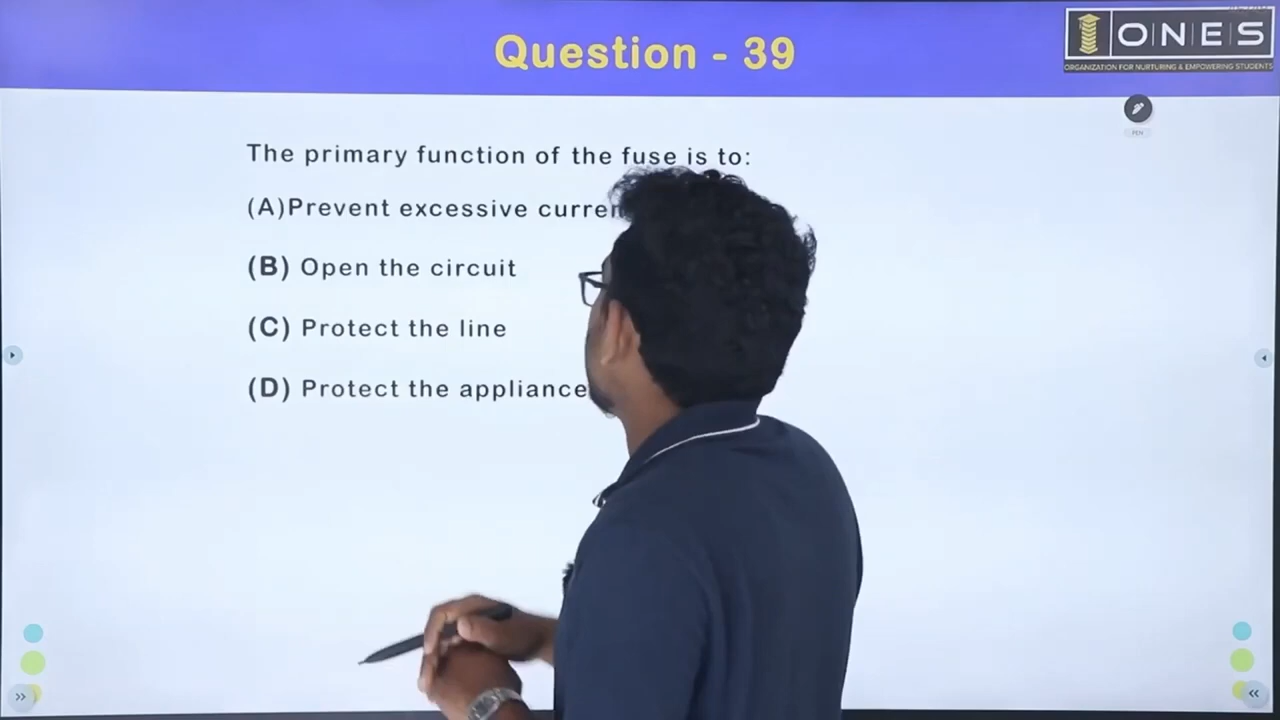 Question - 39
ONES
ORGANIZATION FOR NURTURING & EMPOWERING STUDENTS
PEN
The primary function of the fuse is to:
(A)Prevent excessive
(B) Open the circuit
(C) Protect the line
(D) Protect the appliance